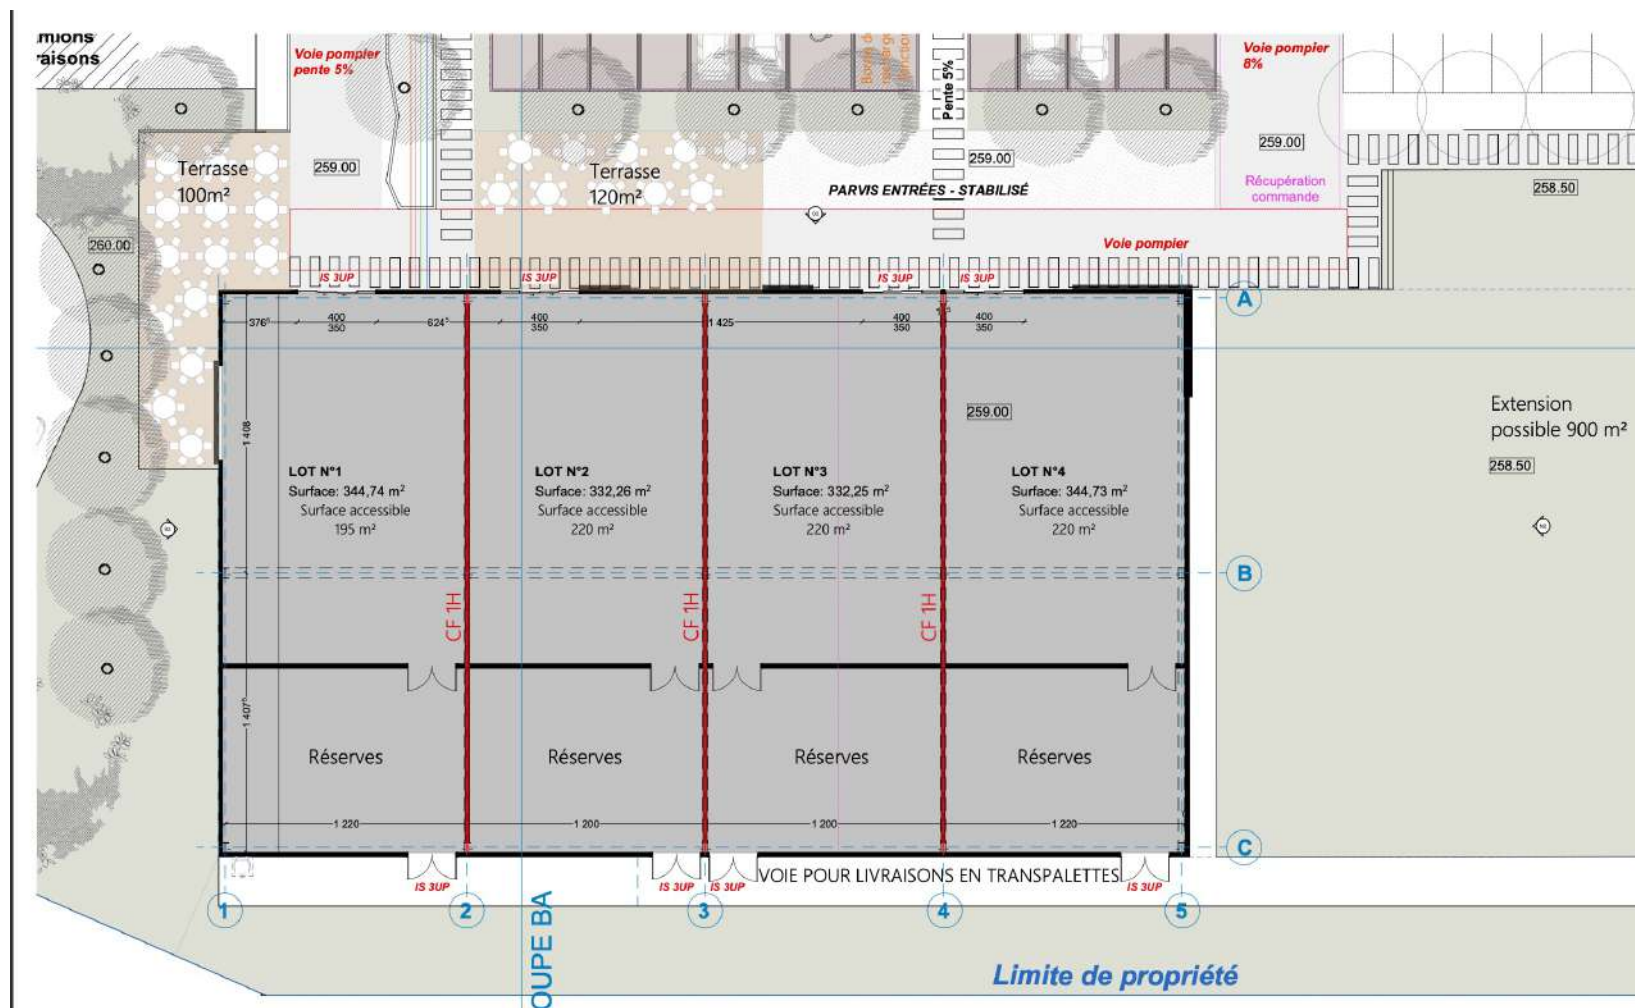 raisons
Voie pompier
pente 5%
Pente 5%
Voie pompier
8%
Terrasse
100m²
259.00
Terrasse
120m²
259.00
259.00
258.50
PARVIS ENTRÉES - STABILISÉ
Récupération
commande
260.00
Voie pompier
IS 3UP
IS 3UP
IS 3UP
IS 3UP
A
376⁵
400
350
624⁵
400
350
1 425
400
350
400
350
259.00
Extension
possible 900 m²
258.50
1 408
LOT N°1
Surface: 344,74 m²
Surface accessible
195 m²
LOT N°2
Surface: 332,26 m²
Surface accessible
220 m²
LOT N°3
Surface: 332,25 m²
Surface accessible
220 m²
LOT N°4
Surface: 344,73 m²
Surface accessible
220 m²
B
CF 1H
CF 1H
CF 1H
1 407⁵
Réserves
Réserves
Réserves
Réserves
1 220
1 200
1 200
1 220
C
VOIE POUR LIVRAISONS EN TRANSPALETTES
IS 3UP
IS 3UP
IS 3UP
IS 3UP
1
2
3
4
5
OUPE BA
Limite de propriété